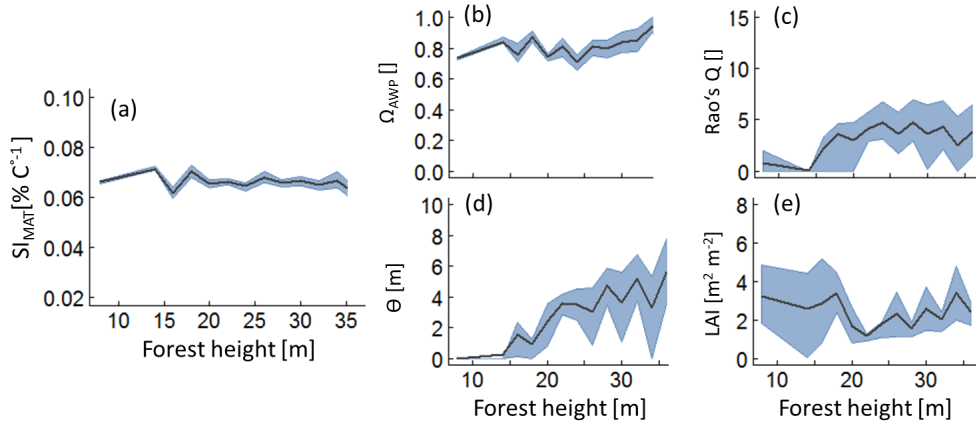 (a)
SI_MAT[% C°⁻¹]
0.10
0.08
0.06
0.04
0.02
10 15 20 25 30 35
Forest height [m]
(b)
Ω_AWP []
1.0
0.8
0.6
0.4
0.2
0.0
(c)
Rao's Q []
15
10
5
0
(d)
Θ [m]
10
8
6
4
2
0
10 20 30
Forest height [m]
(e)
LAI [m² m⁻²]
8
6
4
2
0
10 20 30
Forest height [m]